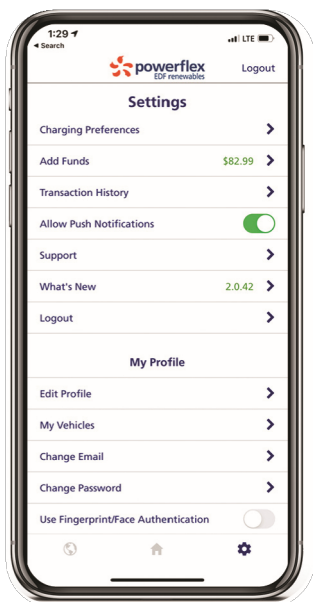 1:29
LTE
Search
powerflex
EDF renewables
Logout
Settings
Charging Preferences
Add Funds $82.99
Transaction History
Allow Push Notifications
Support
What's New 2.0.42
Logout
My Profile
Edit Profile
My Vehicles
Change Email
Change Password
Use Fingerprint/Face Authentication